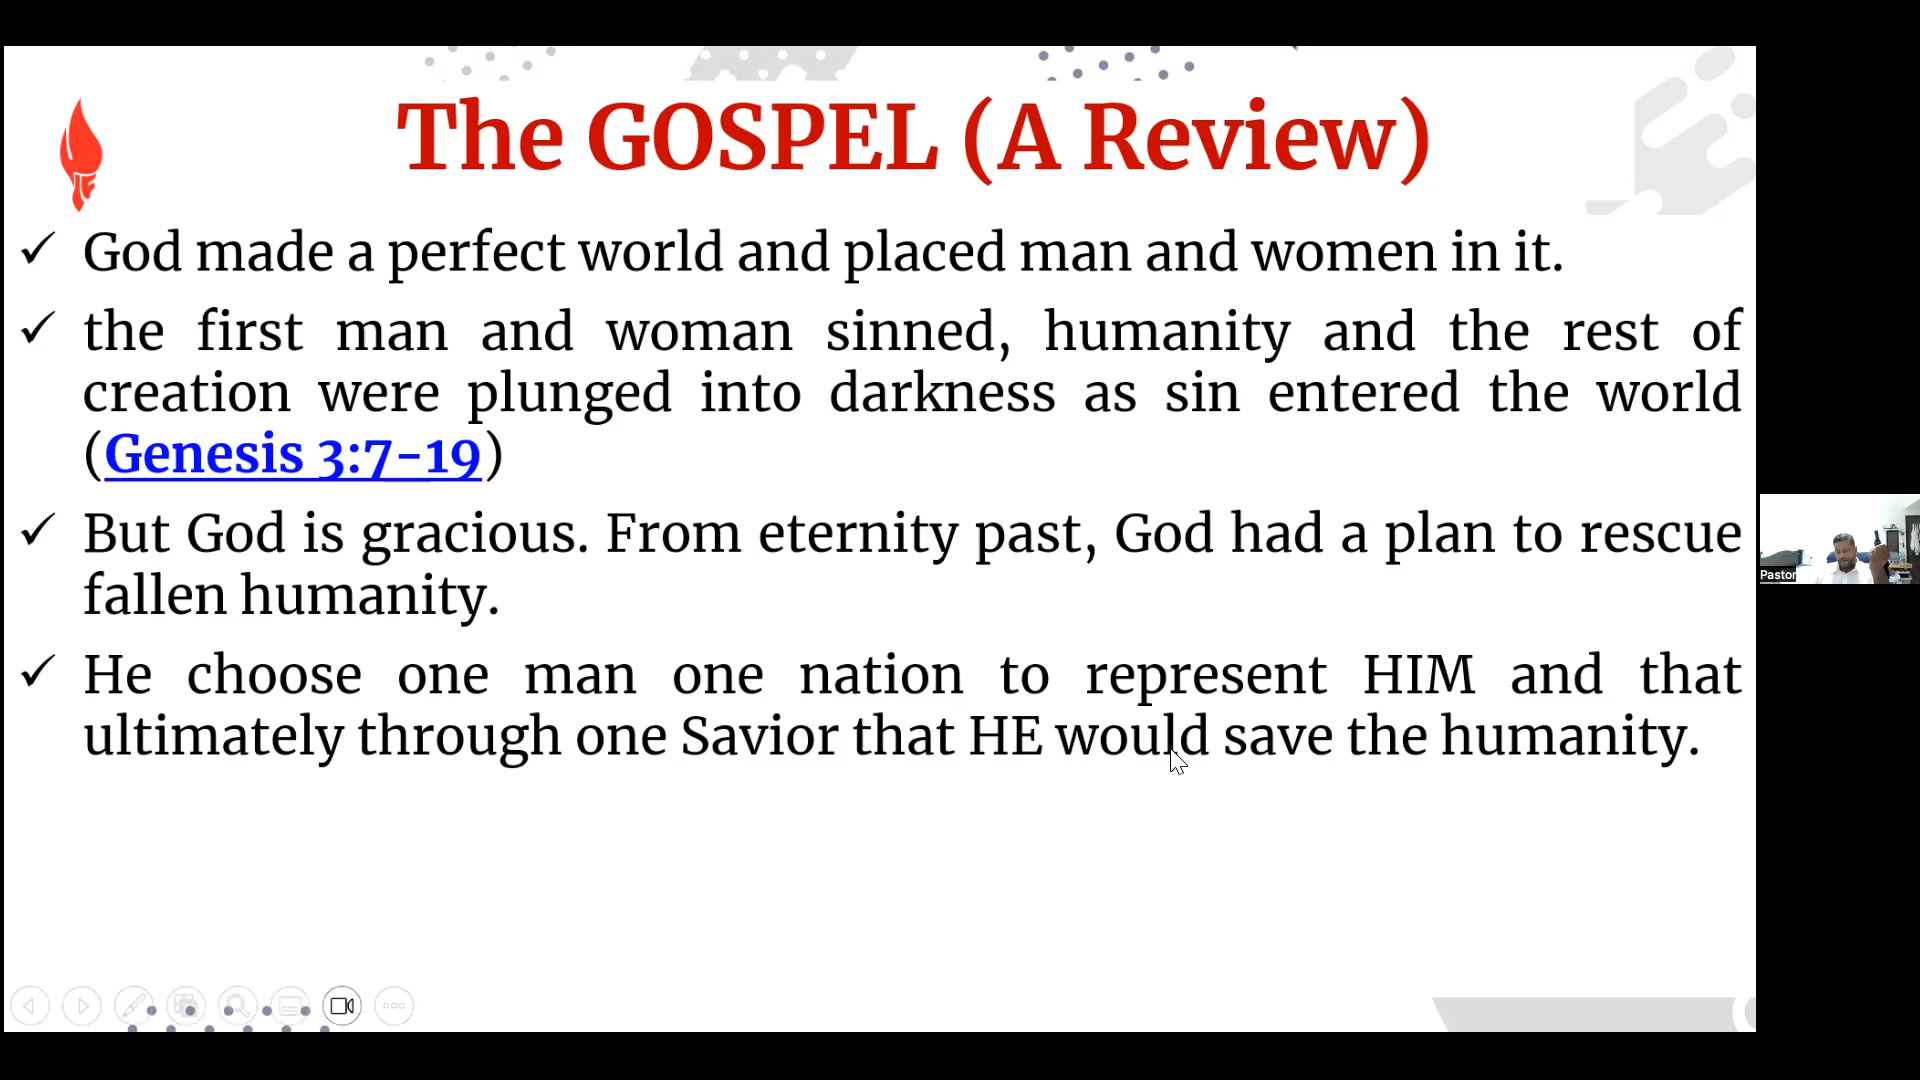 The GOSPEL (A Review)
✓ God made a perfect world and placed man and women in it.
✓ the first man and woman sinned, humanity and the rest of
creation were plunged into darkness as sin entered the world
(Genesis 3:7-19)
✓ But God is gracious. From eternity past, God had a plan to rescue
fallen humanity.
✓ He choose one man one nation to represent HIM and that
ultimately through one Savior that HE would save the humanity.
Pastor